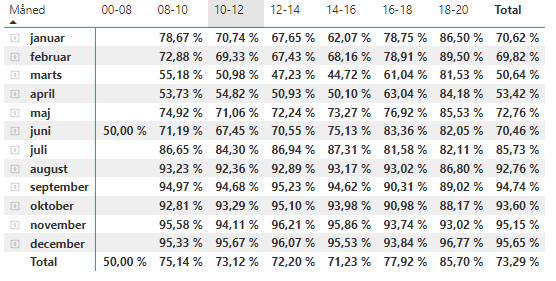 Måned 00-08 08-10 10-12 12-14 14-16 16-18 18-20 Total
januar 78,67 % 70,74 % 67,65 % 62,07 % 78,75 % 86,50 % 70,62 %
februar 72,88 % 69,33 % 67,43 % 68,16 % 78,91 % 89,50 % 69,82 %
marts 55,18 % 50,98 % 47,23 % 44,72 % 61,04 % 81,53 % 50,64 %
april 53,73 % 54,82 % 50,93 % 50,10 % 63,04 % 84,18 % 53,42 %
maj 74,92 % 71,06 % 72,24 % 73,27 % 76,92 % 85,53 % 72,76 %
juni 50,00 % 71,19 % 67,45 % 70,55 % 75,13 % 83,36 % 82,05 % 70,46 %
juli 86,65 % 84,30 % 86,94 % 87,31 % 81,58 % 82,11 % 85,73 %
august 93,23 % 92,36 % 92,89 % 93,17 % 93,02 % 86,80 % 92,76 %
september 94,97 % 94,68 % 95,23 % 94,62 % 90,31 % 89,02 % 94,74 %
oktober 92,81 % 93,29 % 95,10 % 93,98 % 90,98 % 88,17 % 93,60 %
november 95,58 % 94,11 % 96,21 % 95,86 % 93,74 % 93,02 % 95,15 %
december 95,33 % 95,67 % 96,07 % 95,53 % 93,84 % 96,77 % 95,65 %
Total 50,00 % 75,14 % 73,12 % 72,20 % 71,23 % 77,92 % 85,70 % 73,29 %